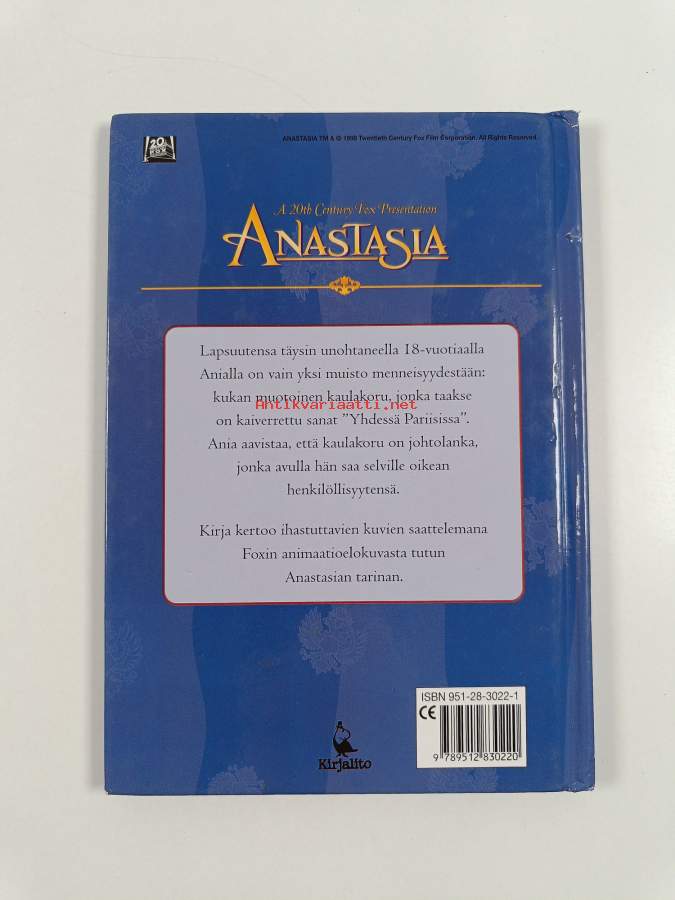 20
FOX
ANASTASIA TM & © 1998 Twentieth Century Fox Film Corporation. All Rights Reserved.
A 20th Century Fox Presentation
ANASTASIA
Lapsuutensa täysin unohtaneella 18-vuotiaalla
Anialla on vain yksi muisto menneisyydestään:
kukan muotoinen kaulakoru, jonka taakse
Antikvariaatti.net
on kaiverrettu sanat ”Yhdessä Pariisissa”.
Ania aavistaa, että kaulakoru on johtolanka,
jonka avulla hän saa selville oikean
henkilöllisyytensä.
Kirja kertoo ihastuttavien kuvien saattelemana
Foxin animaatioelokuvasta tutun
Anastasian tarinan.
ISBN 951-28-3022-1
CE
9 789512 830220
Kirjalito